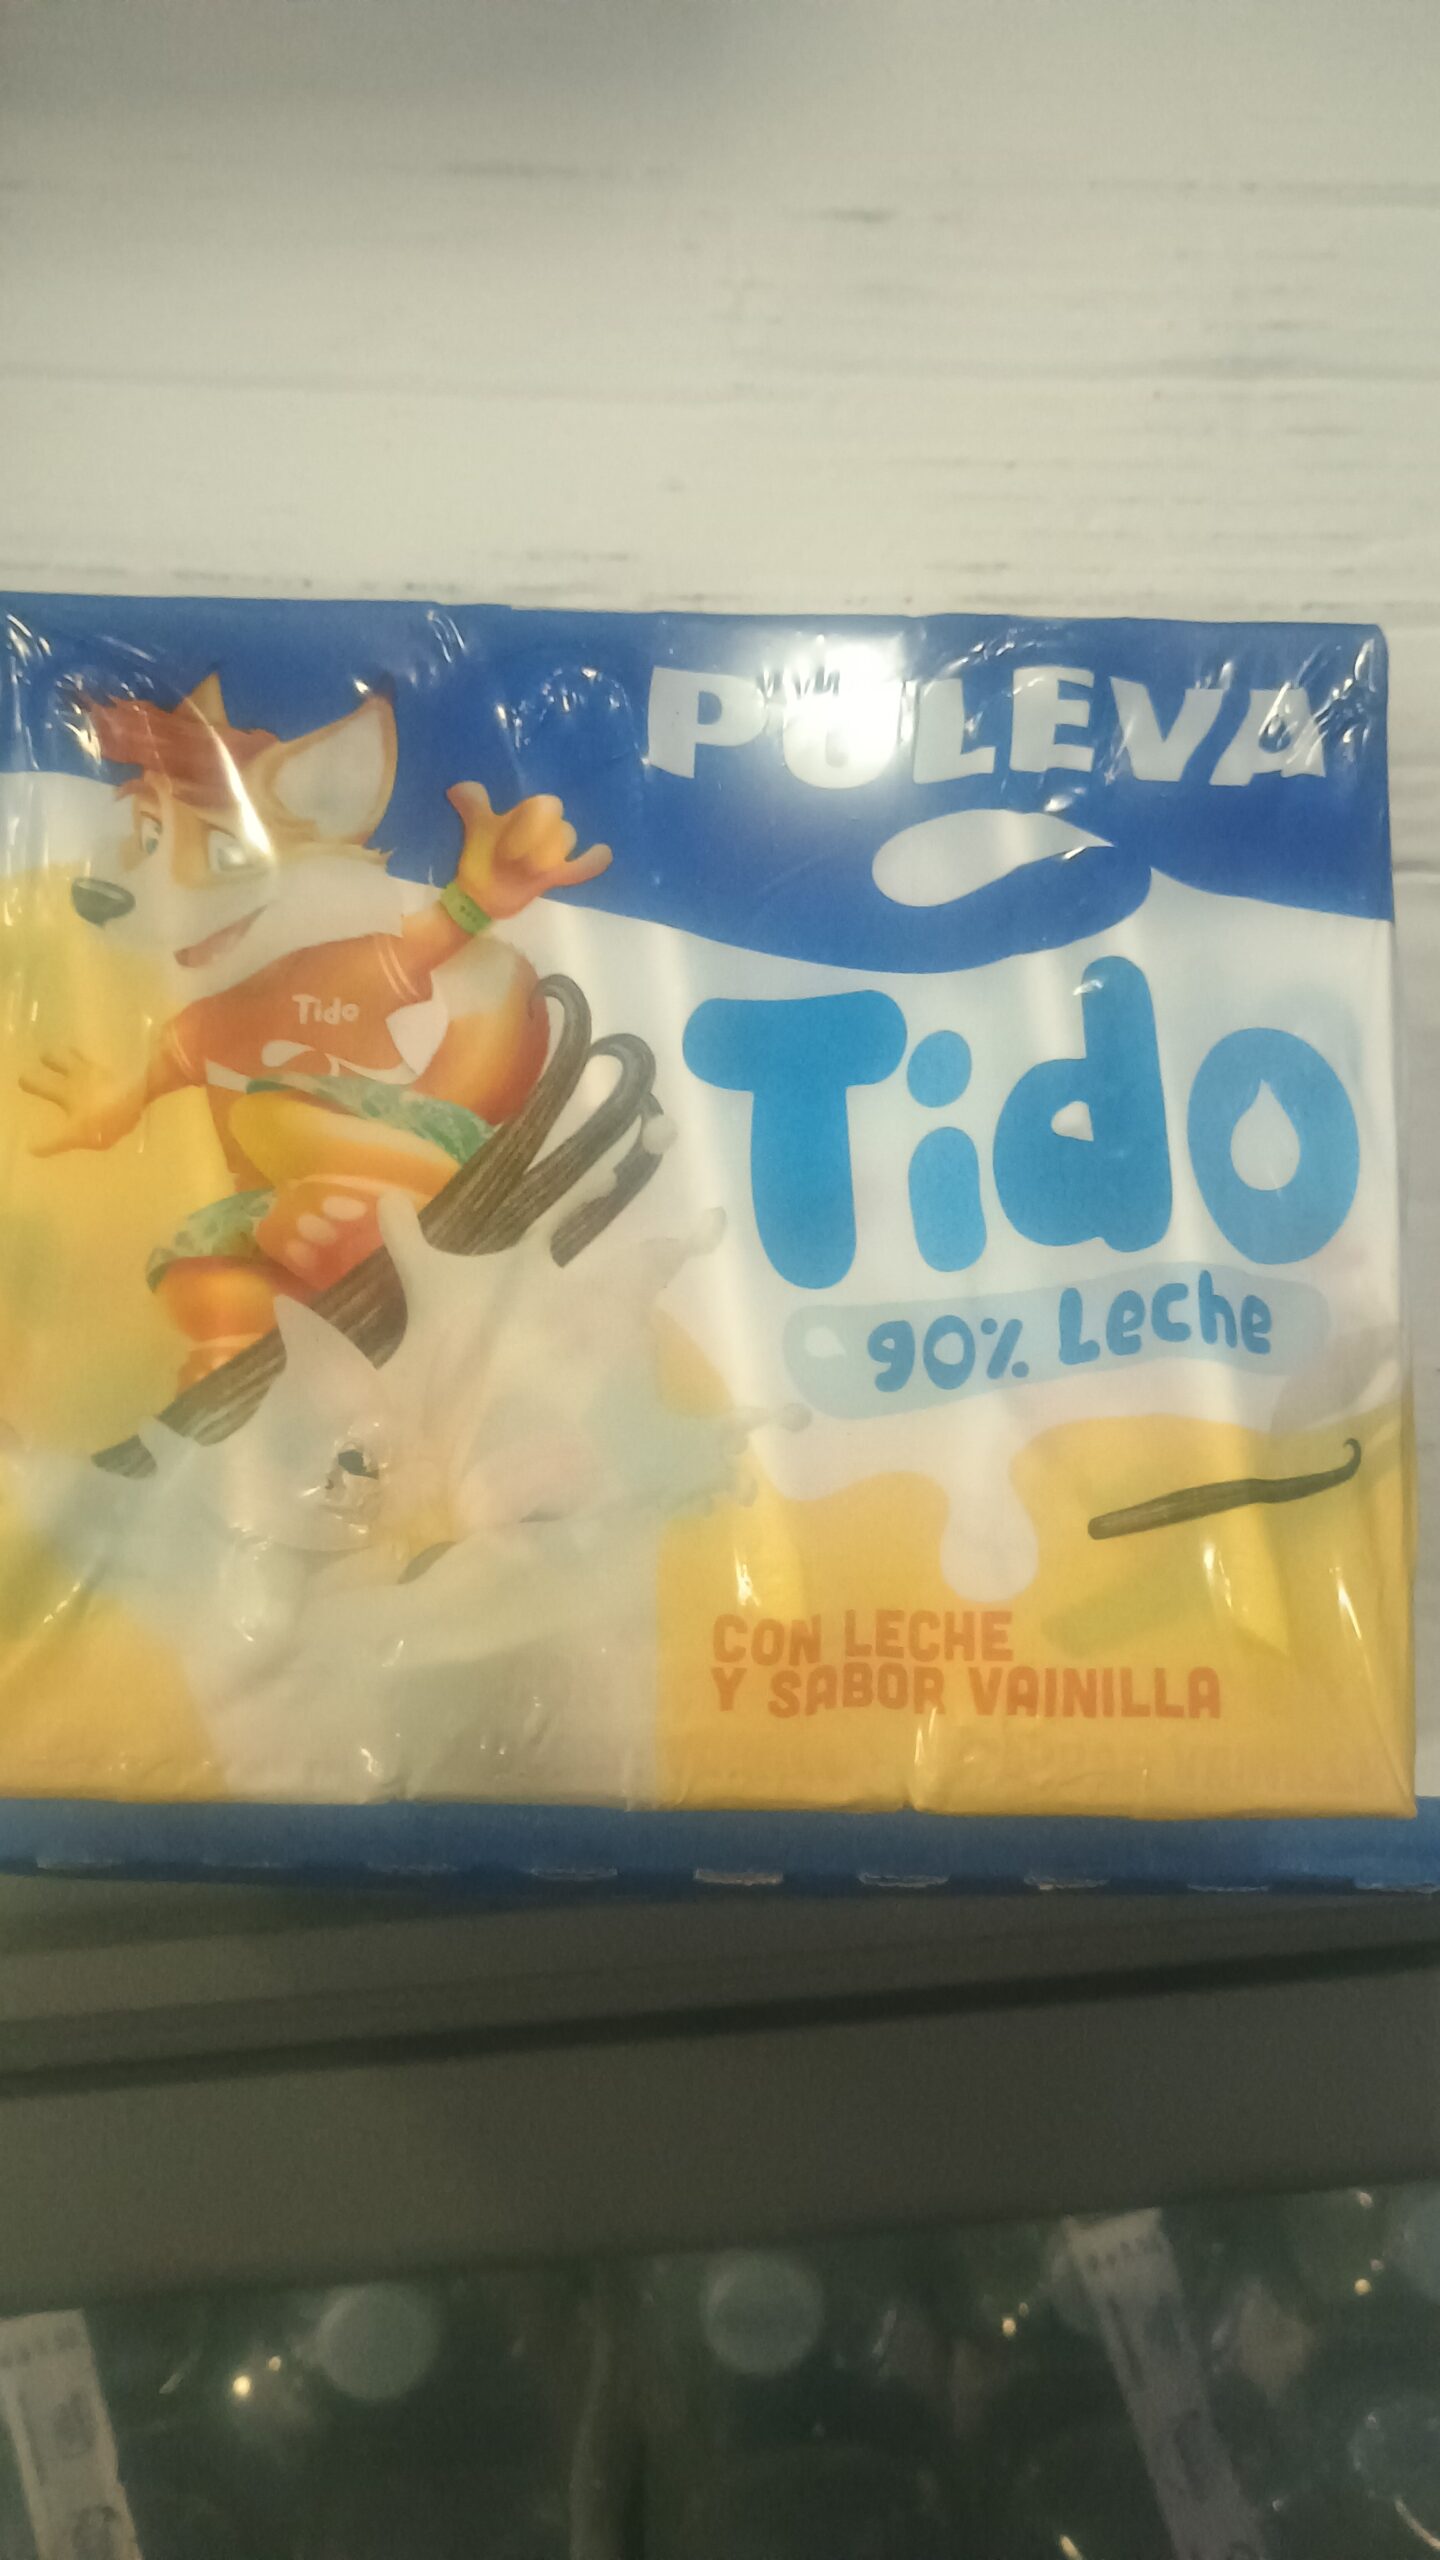 PULEVA
Tido
Tido
90% Leche
CON LECHE
Y SABOR VAINILLA